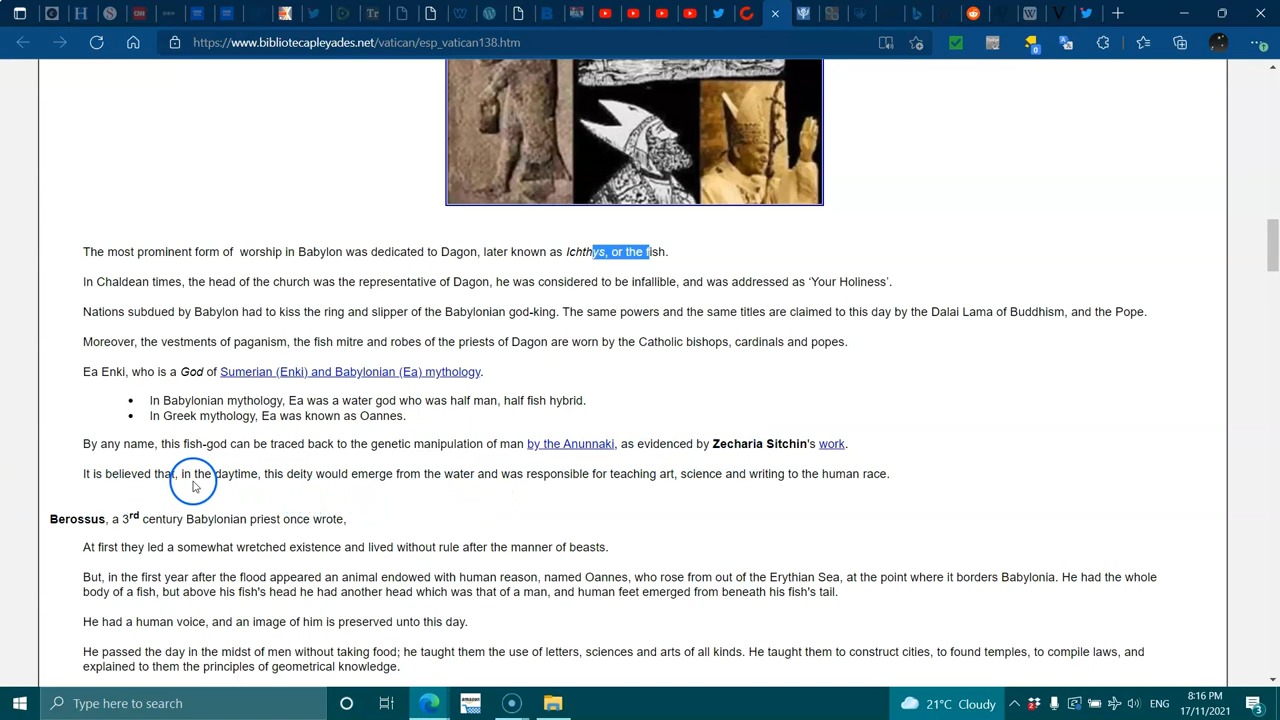 https://www.bibliotecapleyades.net/vatican/esp_vatican138.htm
The most prominent form of  worship in Babylon was dedicated to Dagon, later known as Ichthys, or the fish.
In Chaldean times, the head of the church was the representative of Dagon, he was considered to be infallible, and was addressed as ‘Your Holiness’.
Nations subdued by Babylon had to kiss the ring and slipper of the Babylonian god-king. The same powers and the same titles are claimed to this day by the Dalai Lama of Buddhism, and the Pope.
Moreover, the vestments of paganism, the fish mitre and robes of the priests of Dagon are worn by the Catholic bishops, cardinals and popes.
Ea Enki, who is a God of Sumerian (Enki) and Babylonian (Ea) mythology.
• In Babylonian mythology, Ea was a water god who was half man, half fish hybrid.
• In Greek mythology, Ea was known as Oannes.
By any name, this fish-god can be traced back to the genetic manipulation of man by the Anunnaki, as evidenced by Zecharia Sitchin's work.
It is believed that, in the daytime, this deity would emerge from the water and was responsible for teaching art, science and writing to the human race.
Berossus, a 3rd century Babylonian priest once wrote,
At first they led a somewhat wretched existence and lived without rule after the manner of beasts.
But, in the first year after the flood appeared an animal endowed with human reason, named Oannes, who rose from out of the Erythian Sea, at the point where it borders Babylonia. He had the whole
body of a fish, but above his fish's head he had another head which was that of a man, and human feet emerged from beneath his fish's tail.
He had a human voice, and an image of him is preserved unto this day.
He passed the day in the midst of men without taking food; he taught them the use of letters, sciences and arts of all kinds. He taught them to construct cities, to found temples, to compile laws, and
explained to them the principles of geometrical knowledge.
Type here to search
amazon
21°C Cloudy
ENG
8:16 PM
17/11/2021
3